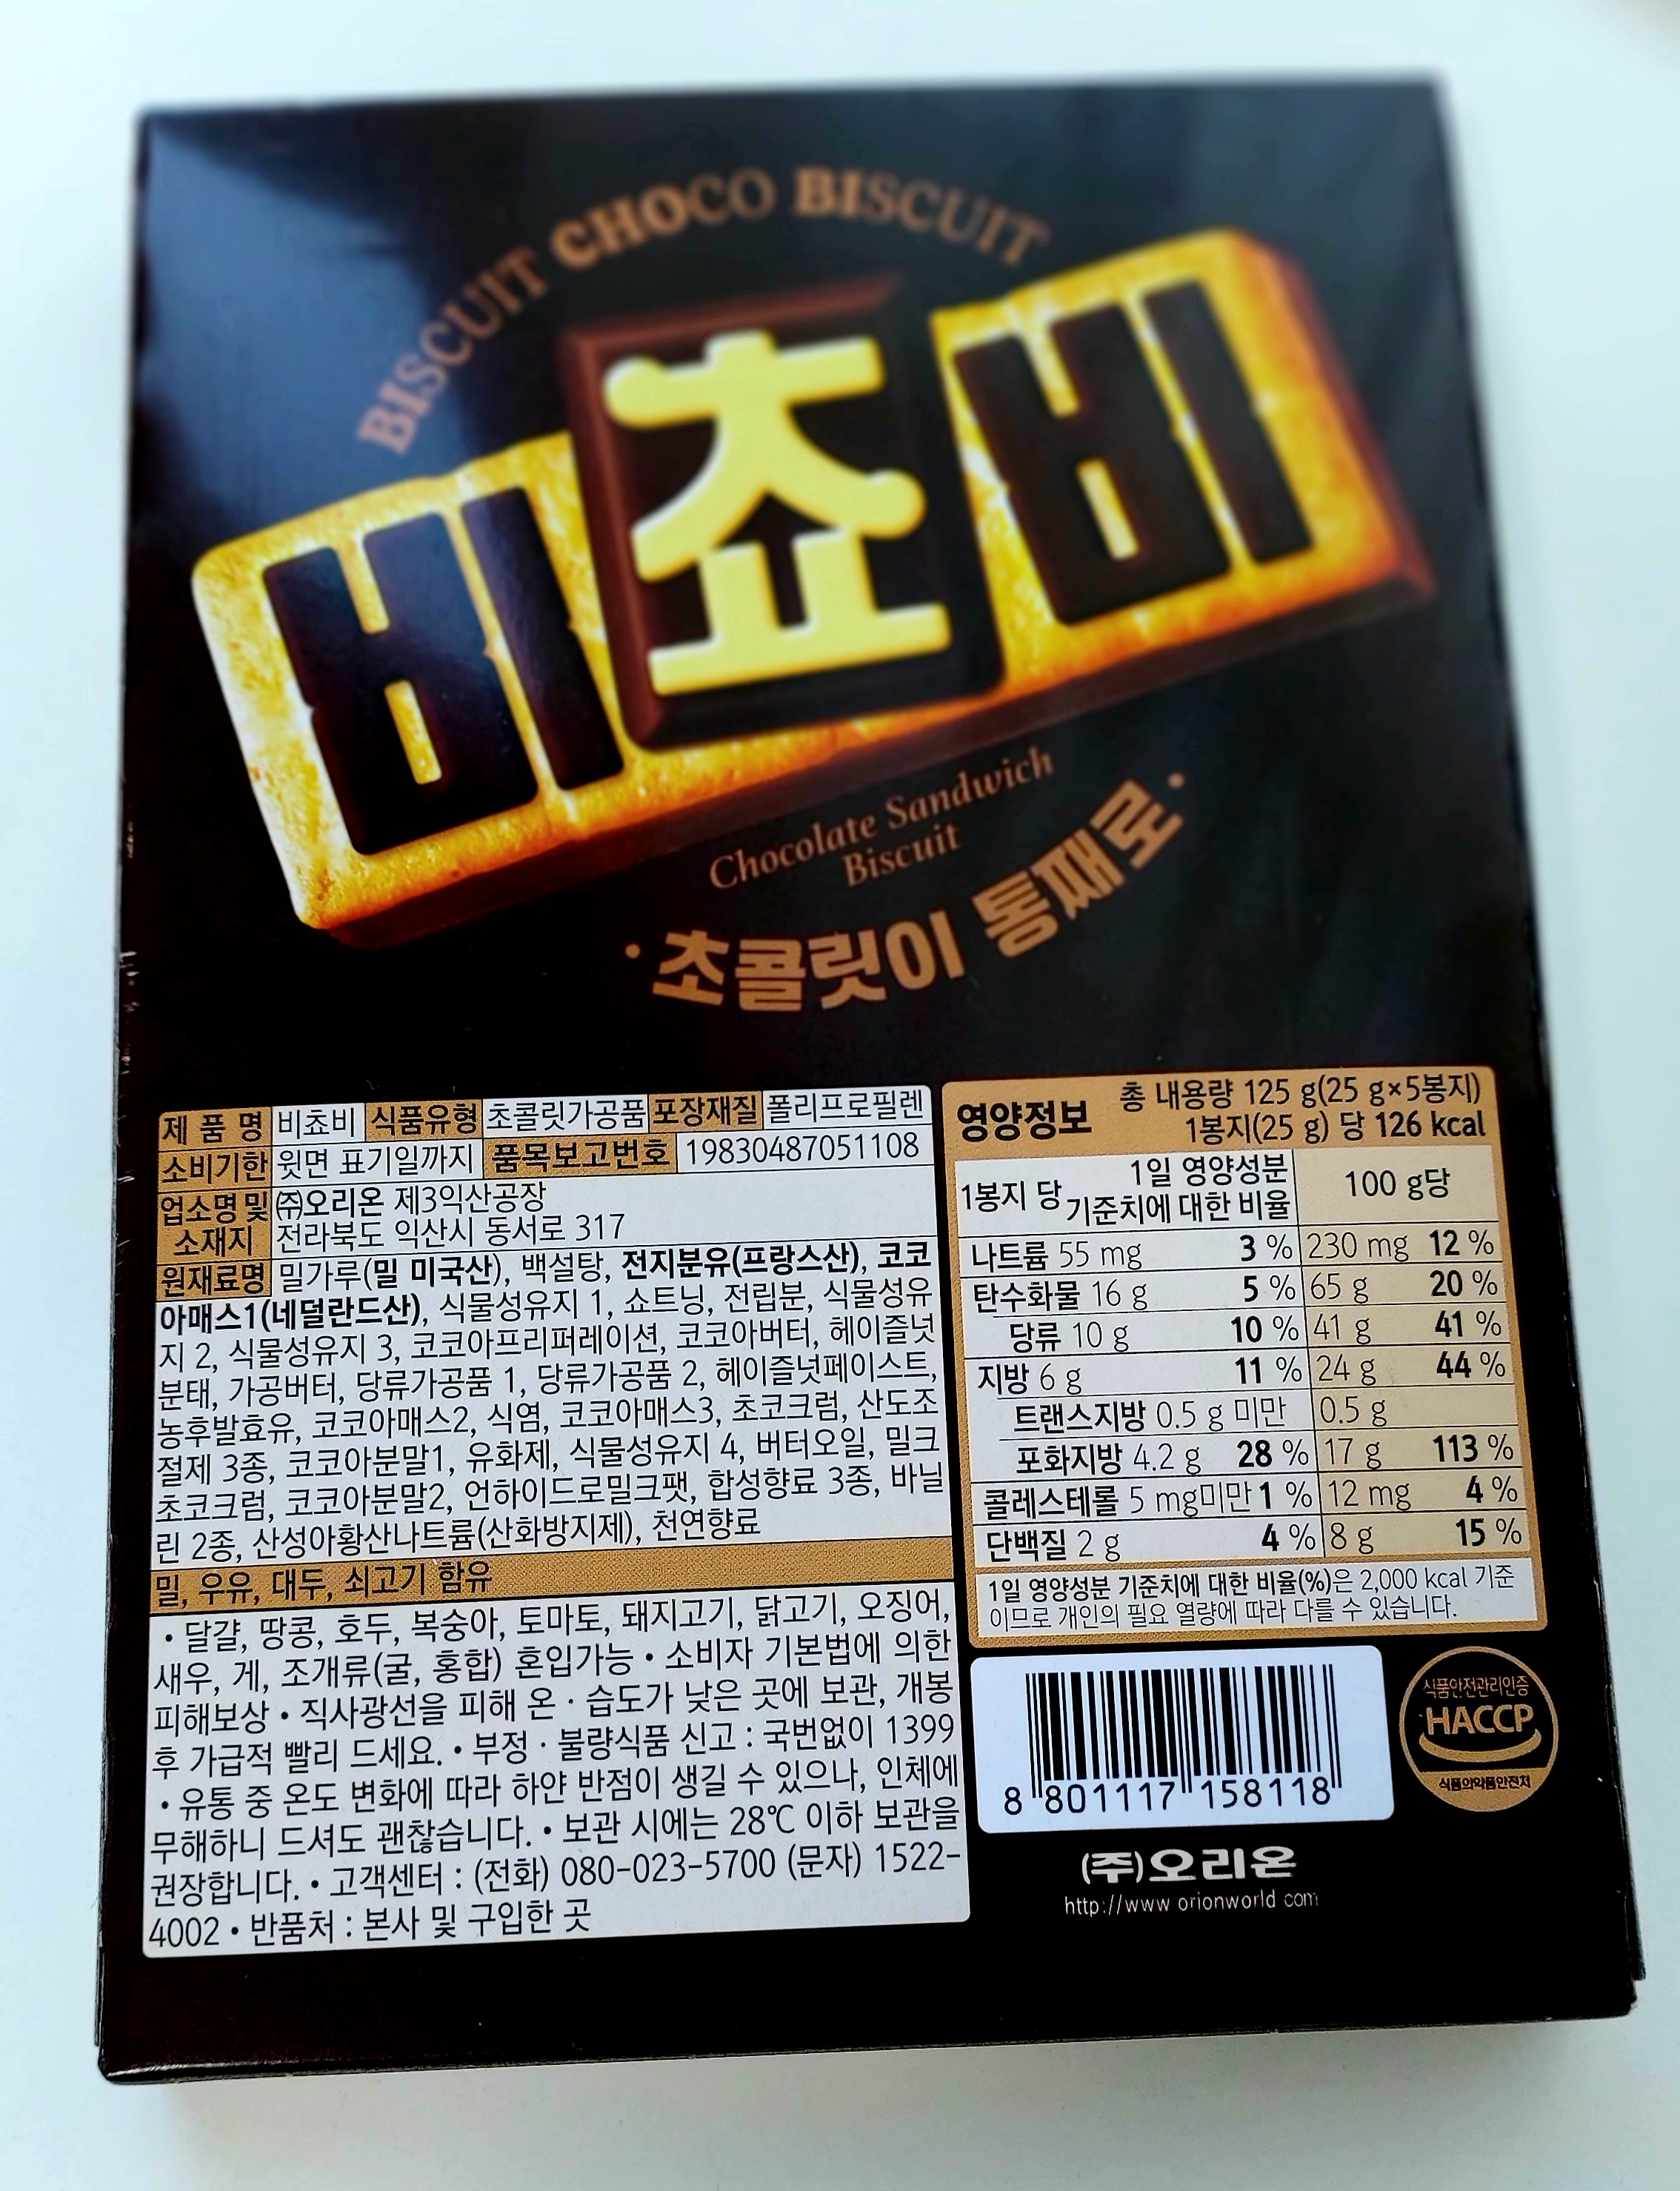 BISCUIT CHOCO BISCUIT
비쵸비
Chocolate Sandwich
Biscuit
· 초콜릿이 통째로 ·
제 품 명 비쵸비 식품유형 초콜릿가공품 포장재질 폴리프로필렌
소비기한 윗면 표기일까지 품목보고번호 19830487051108
업소명 및 ㈜오리온 제3익산공장
소재지 전라북도 익산시 동서로 317
원재료명 밀가루(밀 미국산), 백설탕, 전지분유(프랑스산), 코코
아매스1(네덜란드산), 식물성유지 1, 쇼트닝, 전립분, 식물성유
지 2, 식물성유지 3, 코코아프리퍼레이션, 코코아버터, 헤이즐넛
분태, 가공버터, 당류가공품 1, 당류가공품 2, 헤이즐넛페이스트,
농후발효유, 코코아매스2, 식염, 코코아매스3, 초코크럼, 산도조
절제 3종, 코코아분말1, 유화제, 식물성유지 4, 버터오일, 밀크
초코크럼, 코코아분말2, 언하이드로밀크팻, 합성향료 3종, 바닐
린 2종, 산성아황산나트륨(산화방지제), 천연향료
밀, 우유, 대두, 쇠고기 함유
• 달걀, 땅콩, 호두, 복숭아, 토마토, 돼지고기, 닭고기, 오징어,
새우, 게, 조개류(굴, 홍합) 혼입가능 • 소비자 기본법에 의한
피해보상 • 직사광선을 피해 온 · 습도가 낮은 곳에 보관, 개봉
후 가급적 빨리 드세요. • 부정 · 불량식품 신고 : 국번없이 1399
• 유통 중 온도 변화에 따라 하얀 반점이 생길 수 있으나, 인체에
무해하니 드셔도 괜찮습니다. • 보관 시에는 28℃ 이하 보관을
권장합니다. • 고객센터 : (전화) 080-023-5700 (문자) 1522-
4002 • 반품처 : 본사 및 구입한 곳
영양정보 총 내용량 125 g(25 g×5봉지)
1봉지(25 g) 당 126 kcal
1봉지 당 1일 영양성분 기준치에 대한 비율 100 g당
나트륨 55 mg 3 % 230 mg 12 %
탄수화물 16 g 5 % 65 g 20 %
당류 10 g 10 % 41 g 41 %
지방 6 g 11 % 24 g 44 %
트랜스지방 0.5 g 미만 0.5 g
포화지방 4.2 g 28 % 17 g 113 %
콜레스테롤 5 mg미만 1 % 12 mg 4 %
단백질 2 g 4 % 8 g 15 %
1일 영양성분 기준치에 대한 비율(%)은 2,000 kcal 기준
이므로 개인의 필요 열량에 따라 다를 수 있습니다.
8 801117 158118
식품안전관리인증
HACCP
식품의약품안전처
(주)오리온
http://www orionworld com